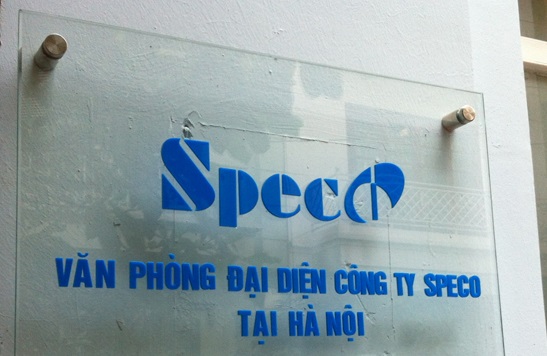 Speco
VĂN PHÒNG ĐẠI DIỆN CÔNG TY SPECO
TẠI HÀ NỘI